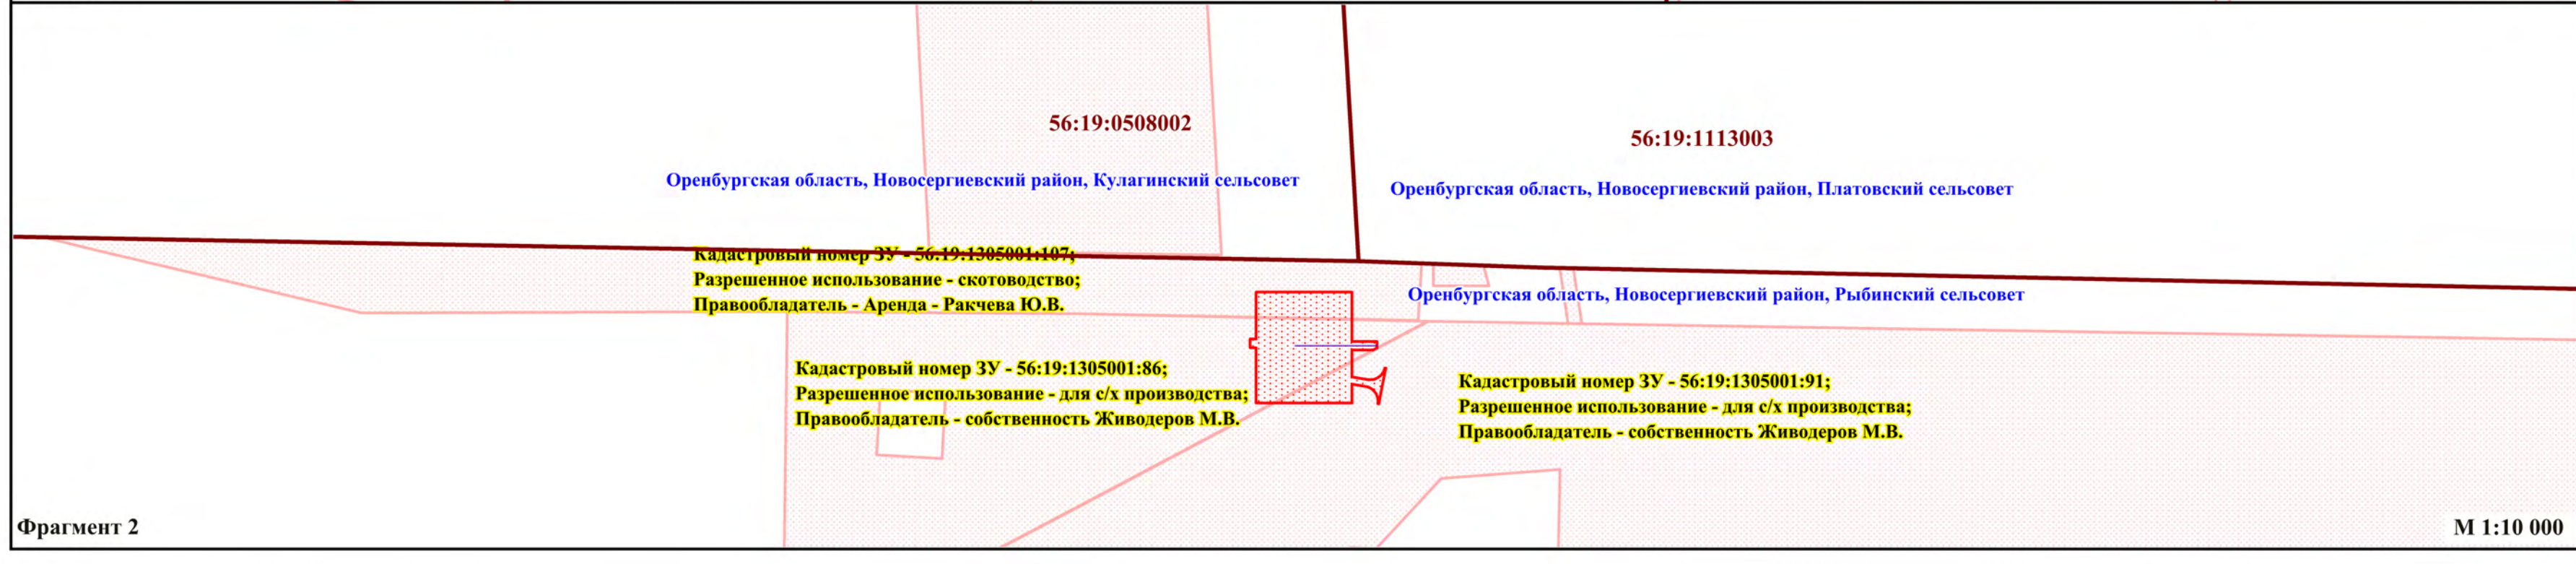 56:19:0508002
56:19:1113003
Оренбургская область, Новосергиевский район, Кулагинский сельсовет
Оренбургская область, Новосергиевский район, Платовский сельсовет
Кадастровый номер ЗУ - 56:19:1305001:107;
Разрешенное использование - скотоводство;
Правообладатель - Аренда - Ракчева Ю.В.
Оренбургская область, Новосергиевский район, Рыбинский сельсовет
Кадастровый номер ЗУ - 56:19:1305001:86;
Разрешенное использование - для с/х производства;
Правообладатель - собственность Живодеров М.В.
Кадастровый номер ЗУ - 56:19:1305001:91;
Разрешенное использование - для с/х производства;
Правообладатель - собственность Живодеров М.В.
Фрагмент 2
М 1:10 000